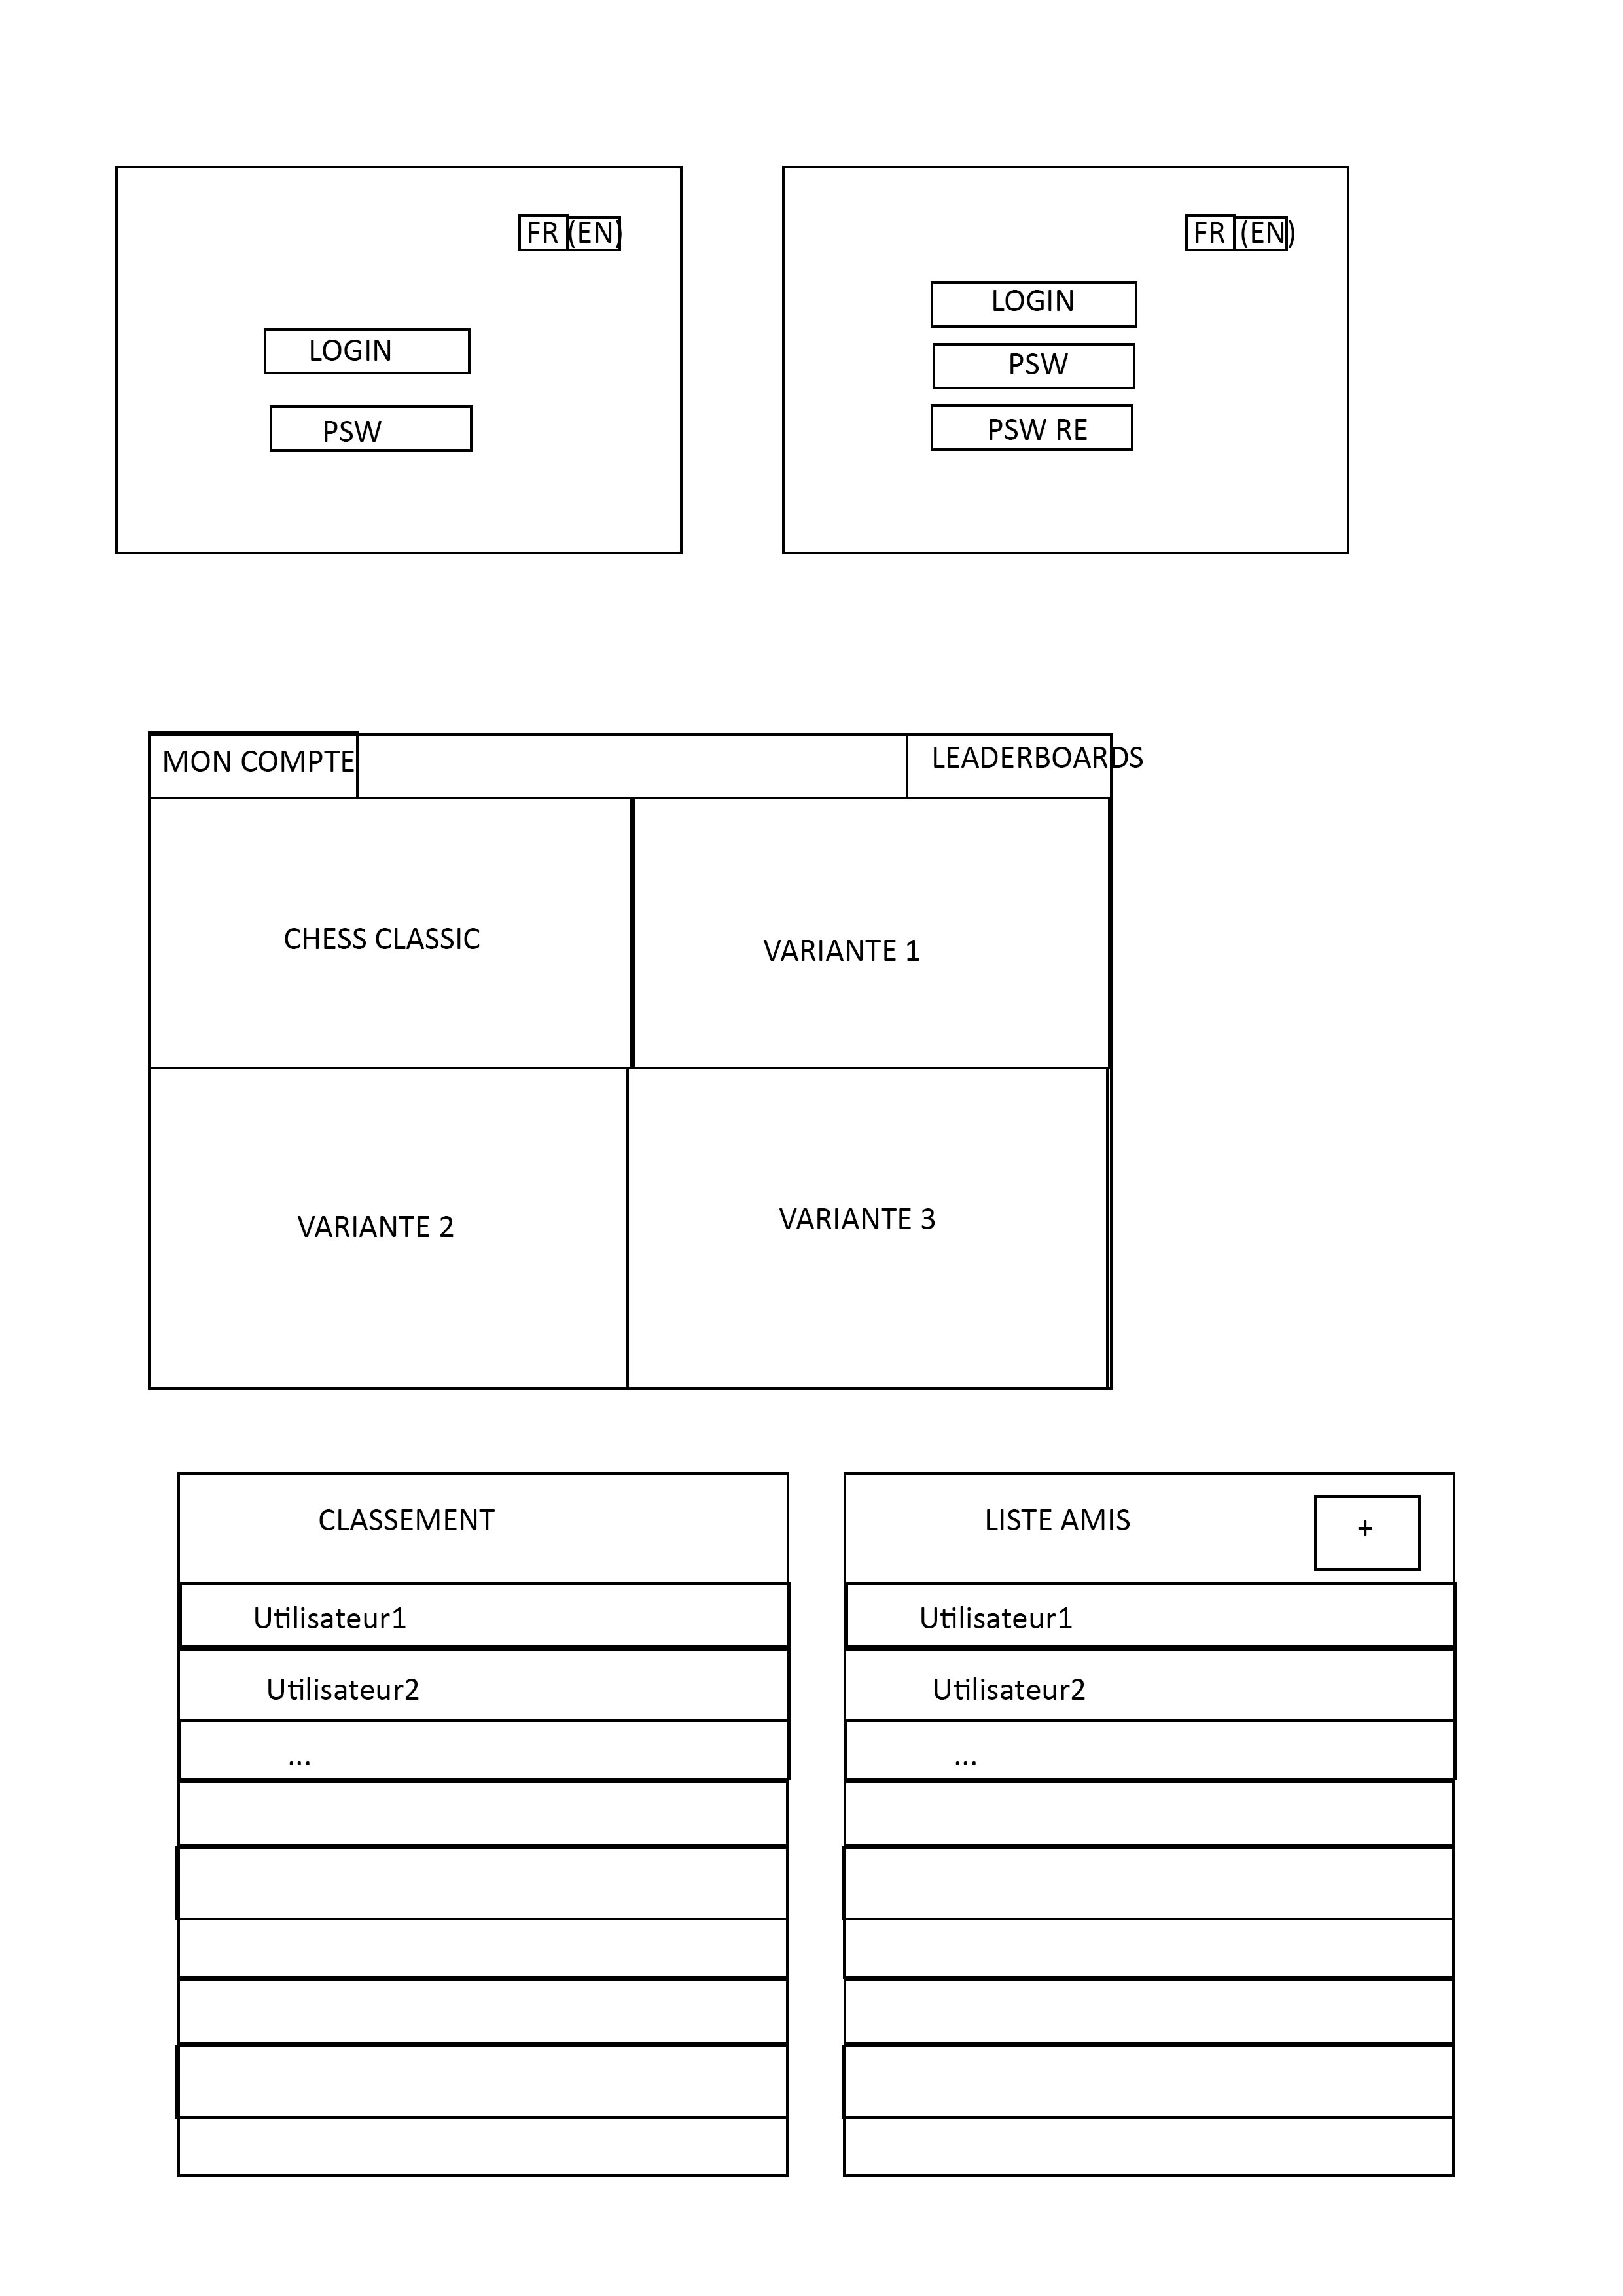 FR (EN)
LOGIN
PSW
FR (EN)
LOGIN
PSW
PSW RE
MON COMPTE
LEADERBOARDS
CHESS CLASSIC
VARIANTE 1
VARIANTE 2
VARIANTE 3
CLASSEMENT
Utilisateur1
Utilisateur2
...
LISTE AMIS
+
Utilisateur1
Utilisateur2
...